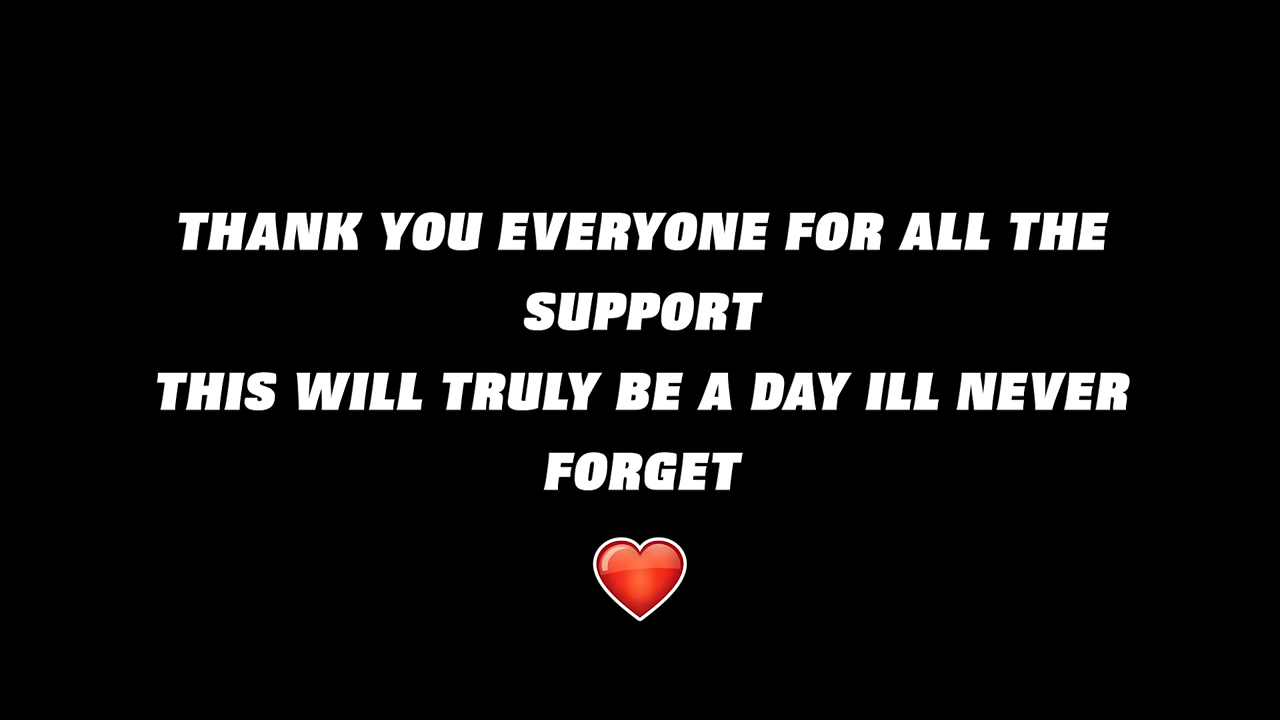 THANK YOU EVERYONE FOR ALL THE
SUPPORT
THIS WILL TRULY BE A DAY ILL NEVER
FORGET